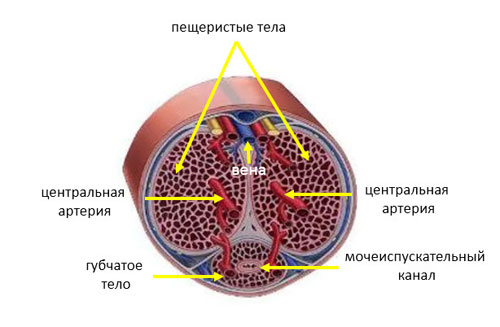 пещеристые тела
вена
центральная
артерия
центральная
артерия
губчатое
тело
мочеиспускательный
канал